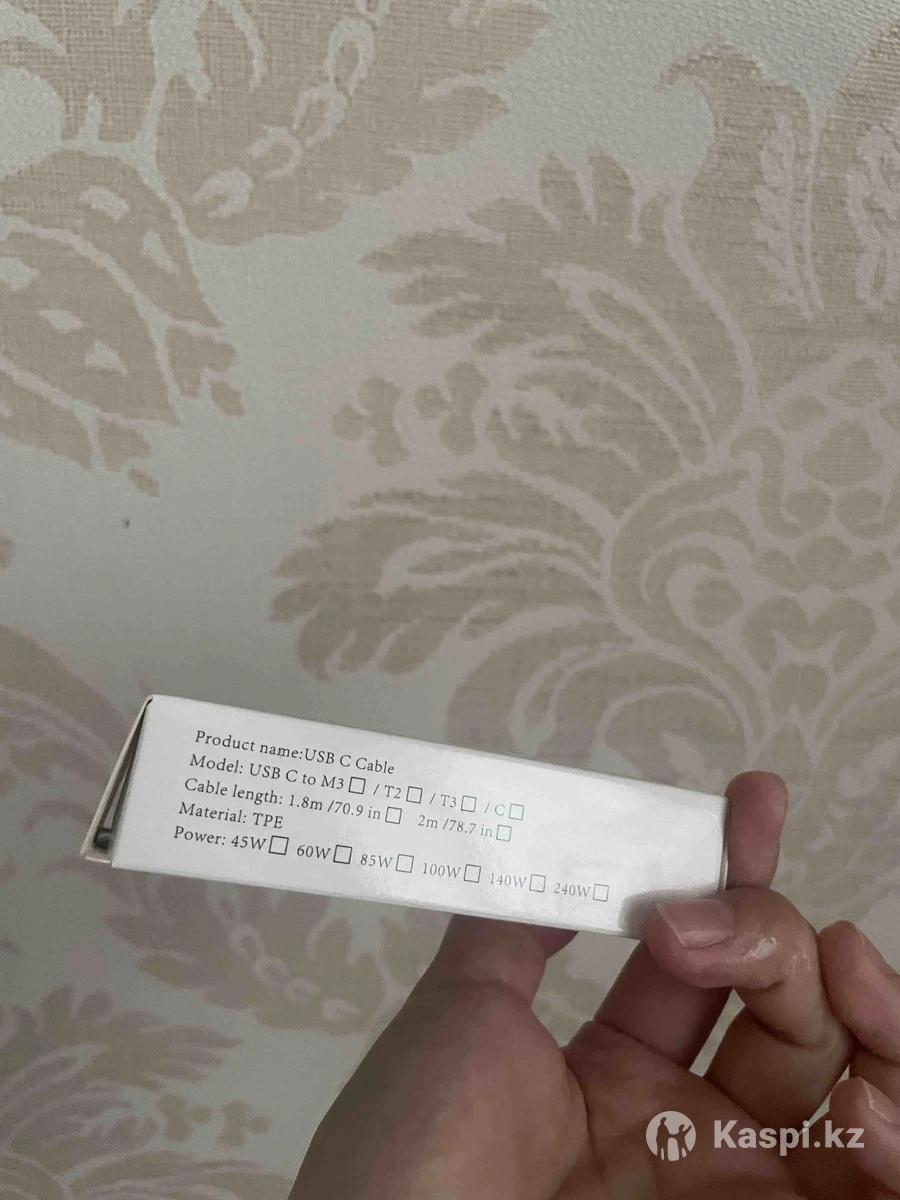 Product name:USB C Cable
Model: USB C to M3☐ / T2☐ / T3☐ / C☐
Cable length: 1.8m /70.9 in☐ 2m /78.7 in☐
Material: TPE
Power: 45W☐ 60W☐ 85W☐ 100W☐ 140W☐ 240W☐
Kaspi.kz